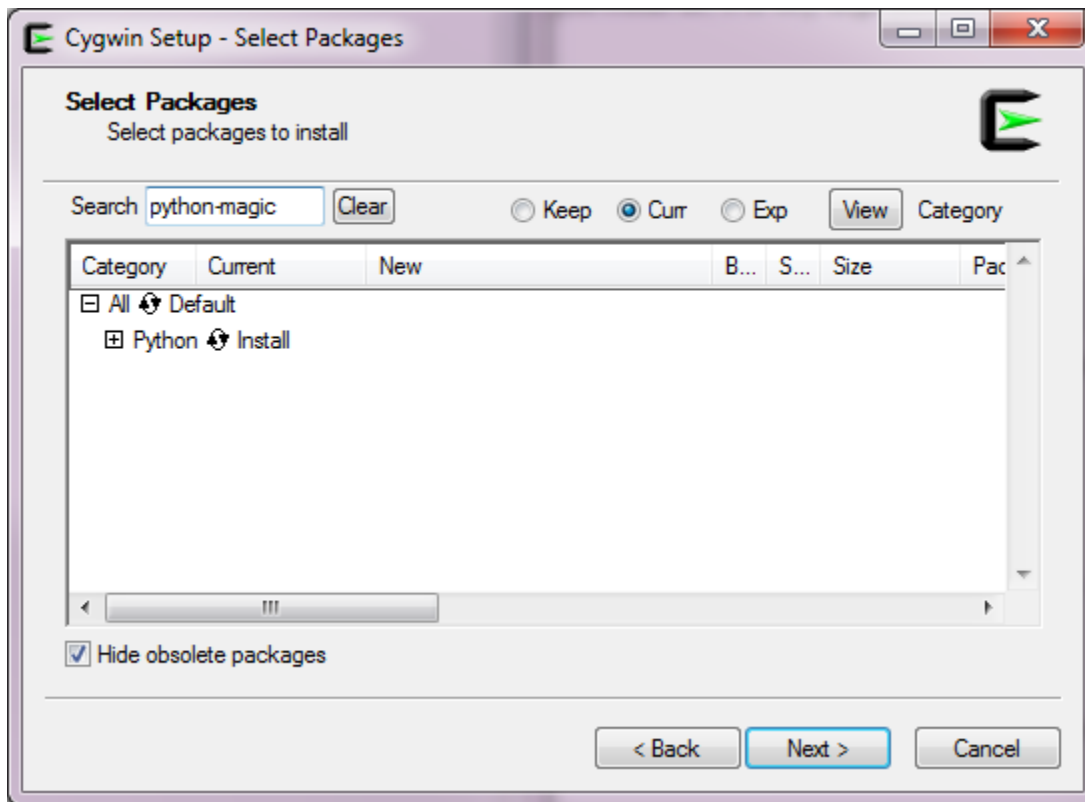 Cygwin Setup - Select Packages
Select Packages
Select packages to install
Search python-magic Clear Keep Curr Exp View Category
Category Current New B... S... Size Pac
All Default
Python Install
Hide obsolete packages
< Back Next > Cancel